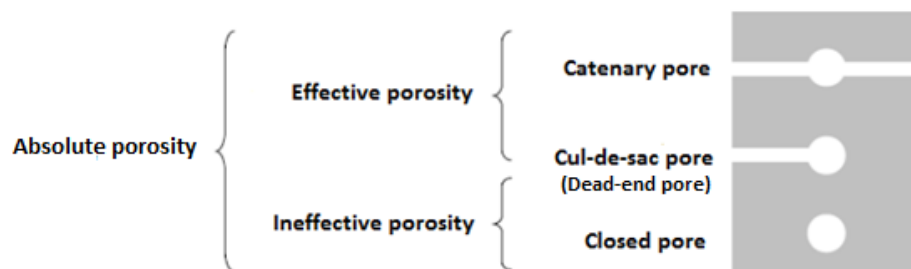 Catenary pore
Effective porosity
Absolute porosity
Cul-de-sac pore
(Dead-end pore)
Ineffective porosity
Closed pore